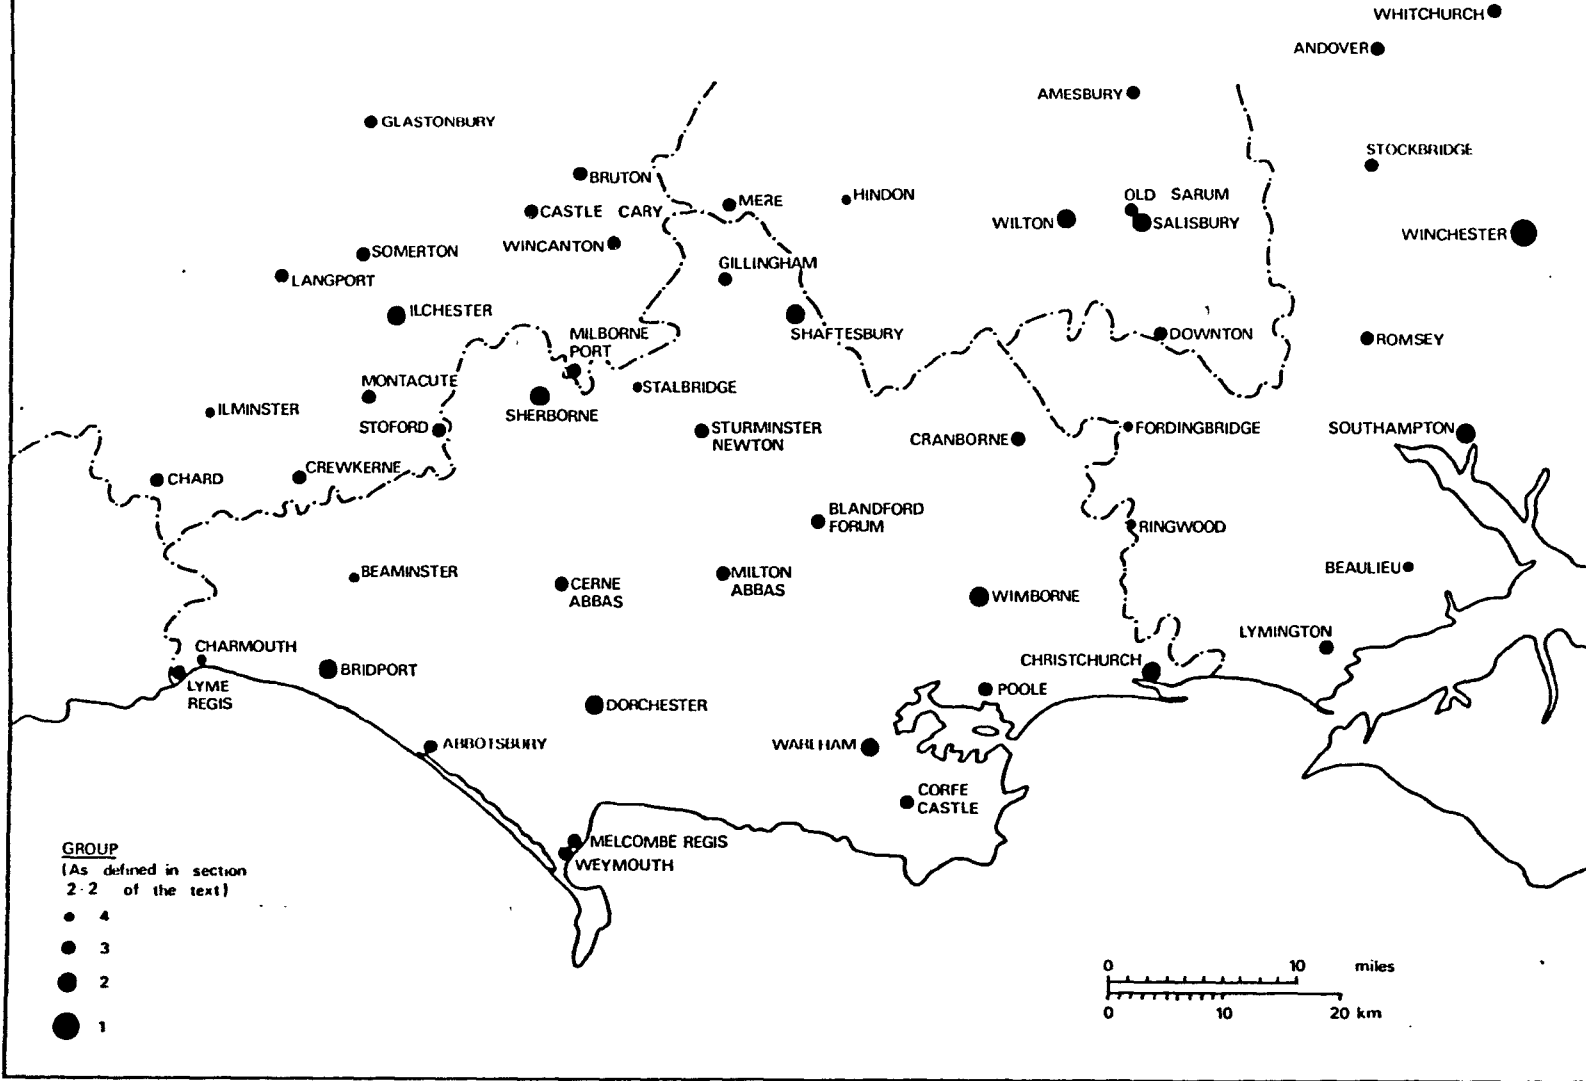 WHITCHURCH
ANDOVER
AMESBURY
GLASTONBURY
STOCKBRIDGE
BRUTON
MERE
HINDON
OLD SARUM
CASTLE CARY
WILTON
SALISBURY
WINCHESTER
WINCANTON
SOMERTON
GILLINGHAM
LANGPORT
ILCHESTER
MILBORNE
PORT
SHAFTESBURY
DOWNTON
ROMSEY
MONTACUTE
STALBRIDGE
ILMINSTER
SHERBORNE
STOFORD
STURMINSTER
NEWTON
CRANBORNE
FORDINGBRIDGE
SOUTHAMPTON
CREWKERNE
CHARD
BLANDFORD
FORUM
RINGWOOD
BEAMINSTER
CERNE
ABBAS
MILTON
ABBAS
BEAULIEU
WIMBORNE
LYMINGTON
CHARMOUTH
BRIDPORT
CHRISTCHURCH
LYME
REGIS
POOLE
DORCHESTER
ABBOTSBURY
WAREHAM
CORFE
CASTLE
MELCOMBE REGIS
WEYMOUTH
GROUP
(As defined in section
2·2 of the text)
4
3
2
1
0 10 miles
0 10 20 km